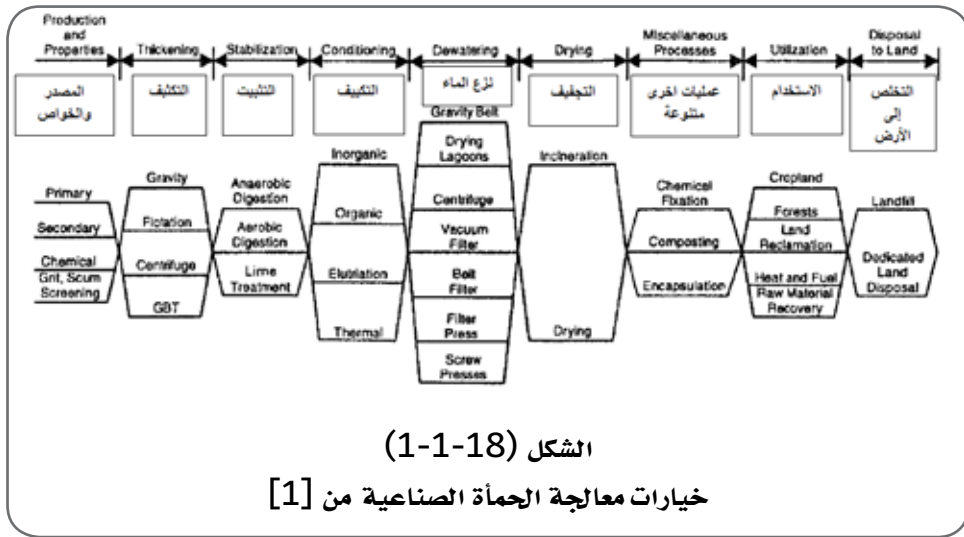 Production and Properties
Thickening
Stabilization
Conditioning
Dewatering
Drying
Miscellaneous Processes
Utilization
Disposal to Land
المصدر والخواص
التكثيف
التثبيت
التكييف
نزع الماء
التجفيف
عمليات اخرى متنوعة
الاستخدام
التخلص إلى الأرض
Primary
Secondary
Chemical
Grit, Scum
Screening
Gravity
Flotation
Centrifuge
GBT
Anaerobic
Digestion
Aerobic
Digestion
Lime
Treatment
Inorganic
Organic
Elutriation
Thermal
Gravity Belt
Drying
Lagoons
Centrifuge
Vacuum
Filter
Belt
Filter
Filter
Press
Screw
Presses
Incineration
Drying
Chemical
Fixation
Composting
Encapsulation
Cropland
Forests
Land
Reclamation
Heat and Fuel
Raw Material
Recovery
Landfill
Dedicated
Land
Disposal
الشكل (18-1-1)
خيارات معالجة الحمأة الصناعية من [1]